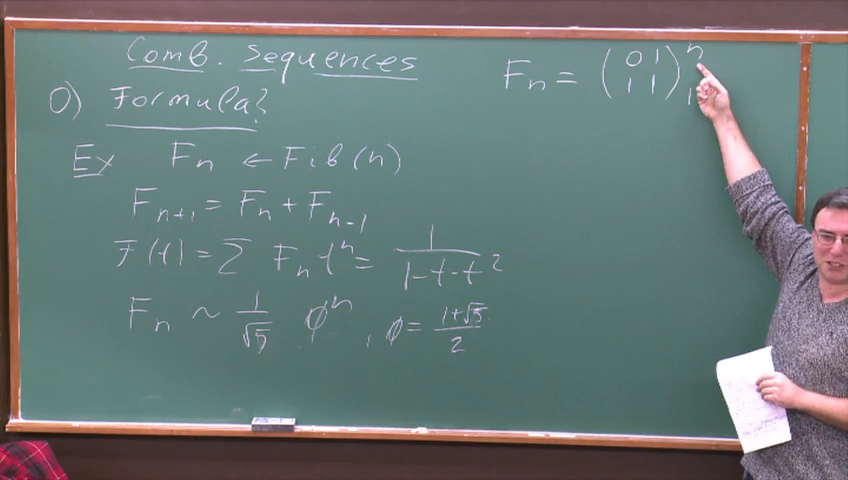 Comb. Sequences
0) Formula?
Ex Fₙ ← Fib(n)
Fₙ₊₁ = Fₙ + Fₙ₋₁
F(t) = Σ Fₙ tⁿ = 1/(1-t-t²)
Fₙ ~ 1/√5 ϕⁿ, ϕ = (1+√5)/2
Fₙ = (0 1
1 1)ⁿ